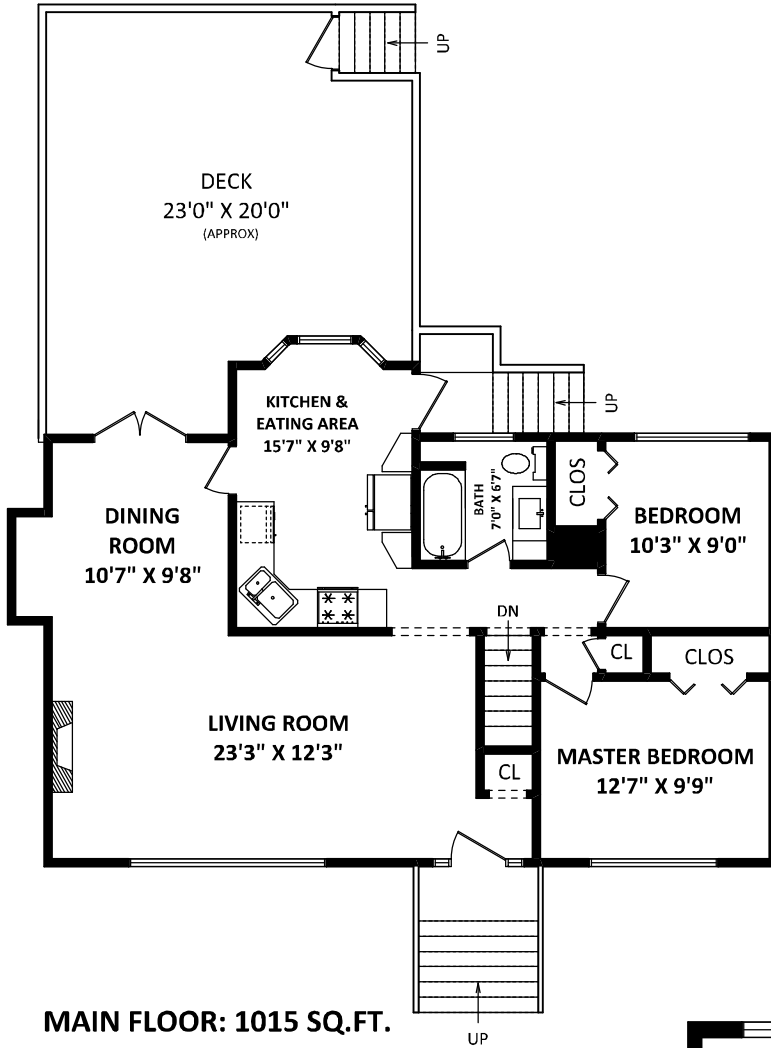 UP
DECK
23'0" X 20'0"
(APPROX)
KITCHEN &
EATING AREA
15'7" X 9'8"
UP
DINING
ROOM
10'7" X 9'8"
BATH
7'0" X 6'7"
CLOS
BEDROOM
10'3" X 9'0"
DN
CL
CLOS
LIVING ROOM
23'3" X 12'3"
CL
MASTER BEDROOM
12'7" X 9'9"
MAIN FLOOR: 1015 SQ.FT.
UP